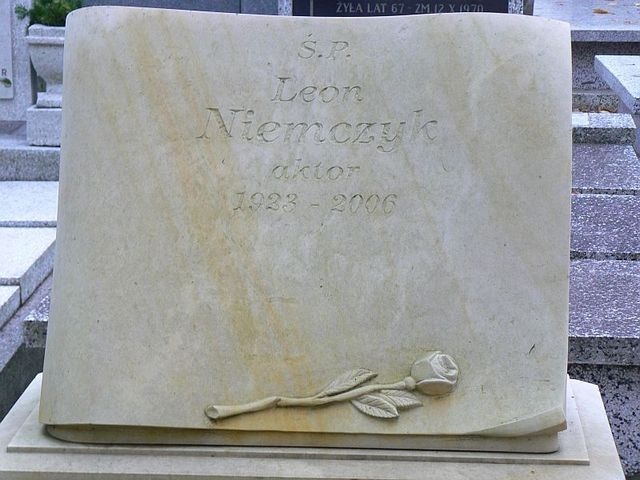 ŻYŁA LAT 67 - ZM 12 X 1970
Ś.P.
Leon
Niemczyk
aktor
1923 - 2006